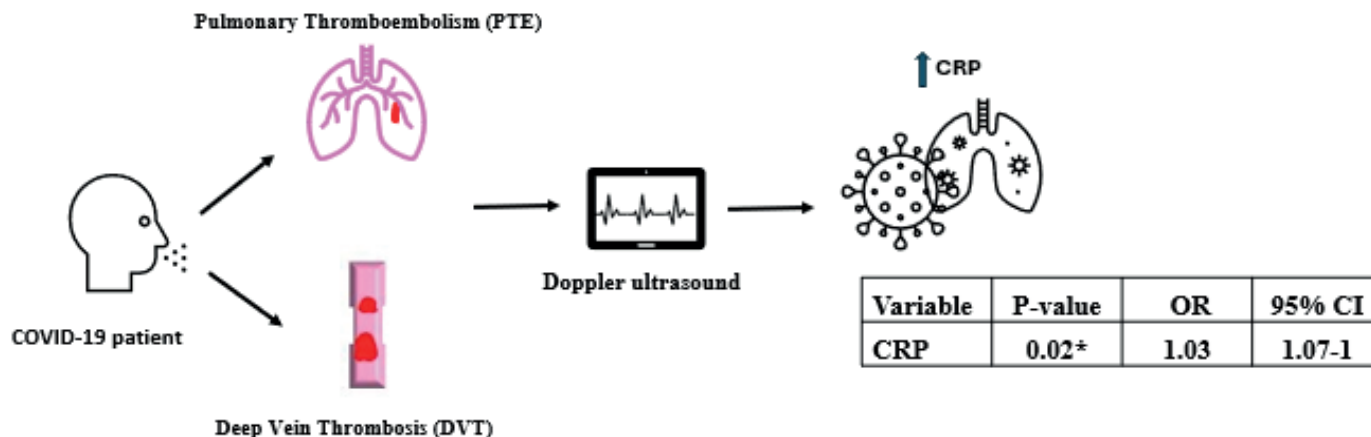 Pulmonary Thromboembolism (PTE)
CRP
COVID-19 patient
Doppler ultrasound
Deep Vein Thrombosis (DVT)
Variable P-value OR 95% CI
CRP 0.02* 1.03 1.07-1